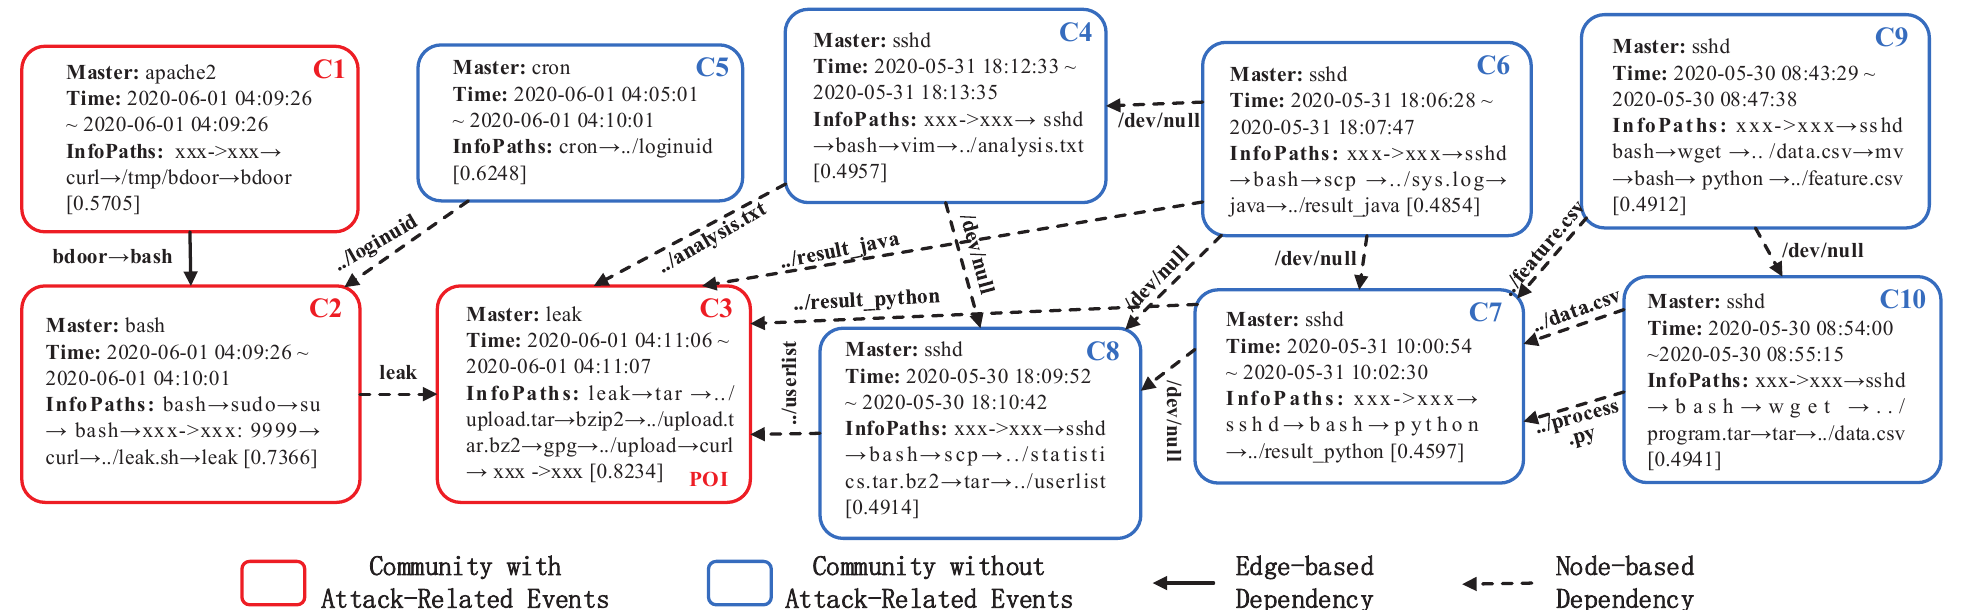 C1
Master: apache2
Time: 2020-06-01 04:09:26
~ 2020-06-01 04:09:26
InfoPaths: xxx->xxx→
curl→/tmp/bdoor→bdoor
[0.5705]
C5
Master: cron
Time: 2020-06-01 04:05:01
~ 2020-06-01 04:10:01
InfoPaths: cron→../loginuid
[0.6248]
C4
Master: sshd
Time: 2020-05-31 18:12:33 ~
2020-05-31 18:13:35
InfoPaths: xxx->xxx→ sshd
→bash→vim→../analysis.txt
[0.4957]
C6
Master: sshd
Time: 2020-05-31 18:06:28 ~
2020-05-31 18:07:47
InfoPaths: xxx->xxx→sshd
→bash→scp →../sys.log→
java→../result_java [0.4854]
C9
Master: sshd
Time: 2020-05-30 08:43:29 ~
2020-05-30 08:47:38
InfoPaths: xxx->xxx→sshd
bash→wget →../data.csv→mv
→bash→ python →../feature.csv
[0.4912]
/dev/null
bdoor→bash
../loginuid
../analysis.txt
../result_java
/dev/null
/dev/null
/dev/null
../feature.csv
/dev/null
C2
Master: bash
Time: 2020-06-01 04:09:26 ~
2020-06-01 04:10:01
InfoPaths: bash→sudo→su
→ bash→xxx->xxx: 9999→
curl→../leak.sh→leak [0.7366]
leak
C3
Master: leak
Time: 2020-06-01 04:11:06 ~
2020-06-01 04:11:07
InfoPaths: leak→tar →../
upload.tar→bzip2→../upload.t
ar.bz2→gpg→../upload→curl
→ xxx ->xxx [0.8234]
POI
../result_python
../userlist
C8
Master: sshd
Time: 2020-05-30 18:09:52
~ 2020-05-30 18:10:42
InfoPaths: xxx->xxx→sshd
→bash→scp→../statisti
cs.tar.bz2→tar→../userlist
[0.4914]
/dev/null
C7
Master: sshd
Time: 2020-05-31 10:00:54
~ 2020-05-31 10:02:30
InfoPaths: xxx->xxx→
sshd→bash→python
→../result_python [0.4597]
../data.csv
../process
.py
C10
Master: sshd
Time: 2020-05-30 08:54:00
~2020-05-30 08:55:15
InfoPaths: xxx->xxx→sshd
→bash→wget →../
program.tar→tar→../data.csv
[0.4941]
Community with
Attack-Related Events
Community without
Attack-Related Events
Edge-based
Dependency
Node-based
Dependency